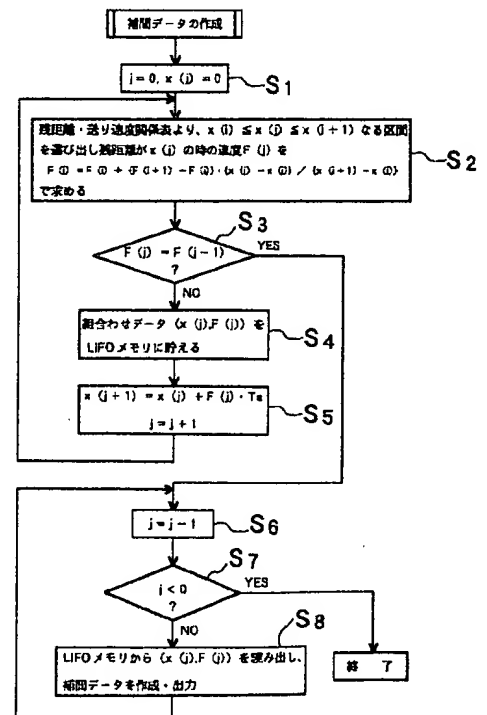 補間データの作成
j=0, x (j) =0
S1
残距離・送り速度関係表より、x (i) ≦ x (j) ≦ x (i+1) なる区間
を選び出し残距離が x (j) の時の速度 F (j) を
F (j) =F (i) + {F (i+1) −F (i)}・{x (j) −x (i)} / {x (i+1) −x (i)}
で求める
S2
S3
F (j) =F (j−1)
?
YES
NO
組合わせデータ (x (j),F (j)) を
LIFOメモリに貯える
S4
x (j+1) =x (j) +F (j)・Ts
j=j+1
S5
j=j−1
S6
S7
j<0
?
YES
NO
S8
LIFOメモリから (x (j),F (j)) を読み出し、
補間データを作成・出力
終 了